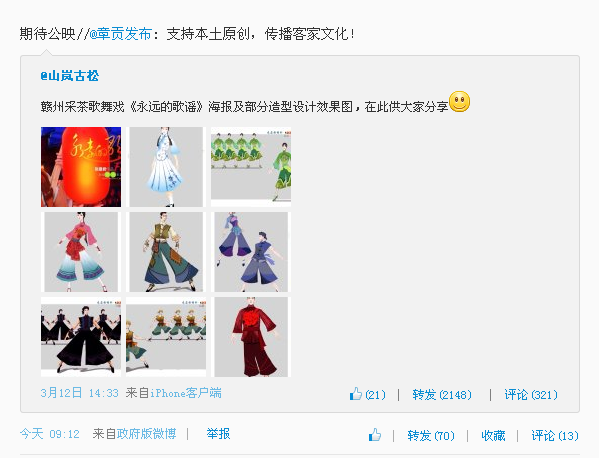 期待公映//@章贡发布: 支持本土原创，传播客家文化!
@山岚古松
赣州采茶歌舞戏《永远的歌谣》海报及部分造型设计效果图，在此供大家分享
3月12日 14:33 来自iPhone客户端 (21) | 转发(2148) | 评论(321)
今天 09:12 来自政府版微博 | 举报 | 转发(70) | 收藏 | 评论(13)